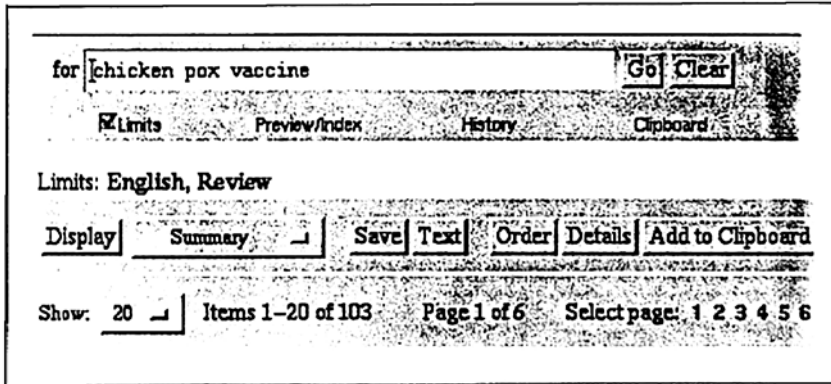 for chicken pox vaccine Go Clear
Limits Preview/Index History Clipboard
Limits: English, Review
Display Summary Save Text Order Details Add to Clipboard
Show: 20 Items 1–20 of 103 Page 1 of 6 Select page: 1 2 3 4 5 6